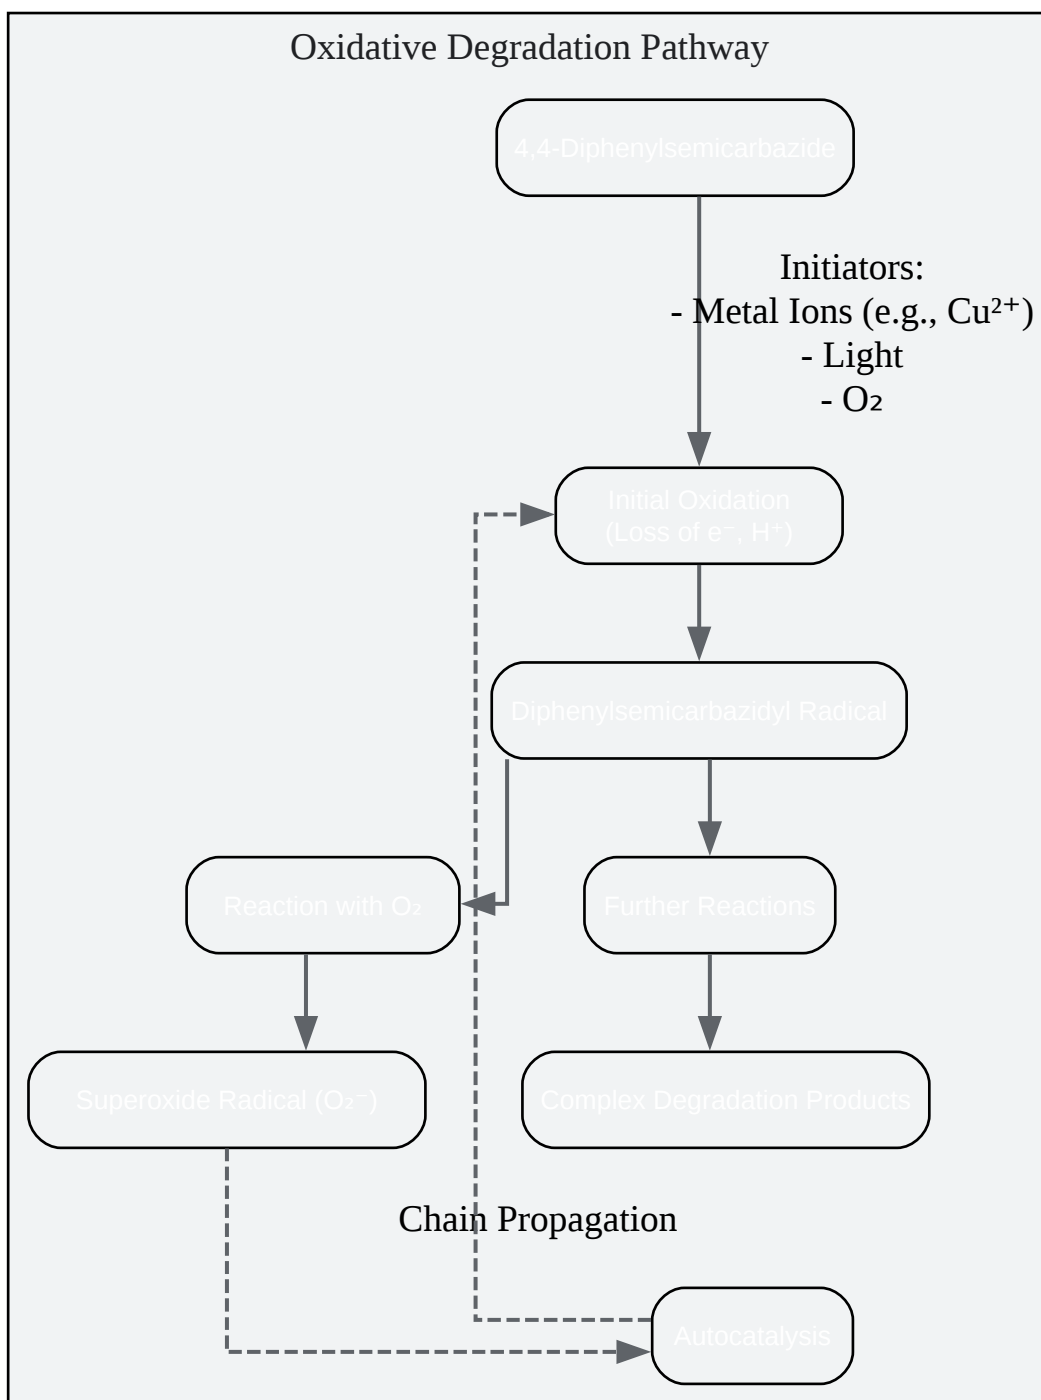 Oxidative Degradation Pathway
4,4-Diphenylsemicarbazide
Initiators:
- Metal Ions (e.g., Cu²⁺)
- Light
- O₂
Initial Oxidation
(Loss of e⁻, H⁺)
Diphenylsemicarbazidyl Radical
Reaction with O₂
Further Reactions
Superoxide Radical (O₂⁻)
Complex Degradation Products
Chain Propagation
Autocatalysis